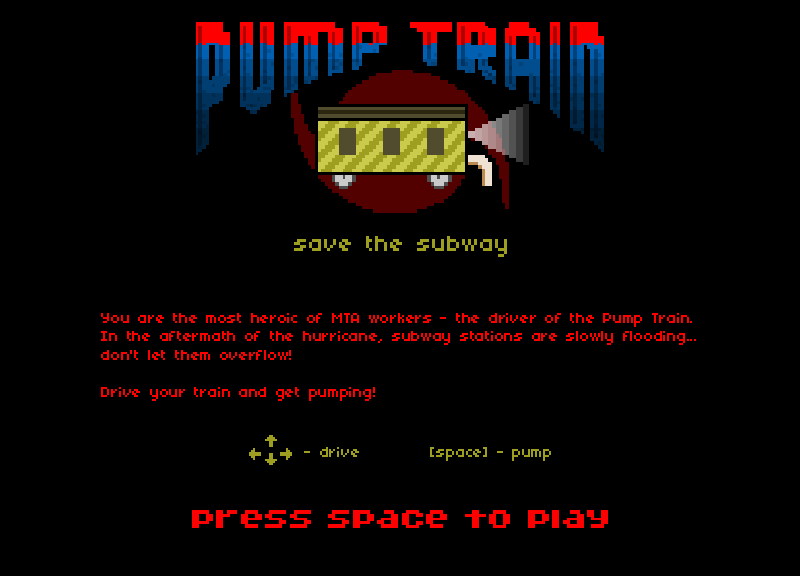 PUMP TRAIN
save the subway
You are the most heroic of MTA workers - the driver of the Pump Train.
In the aftermath of the hurricane, subway stations are slowly flooding...
don't let them overflow!
Drive your train and get pumping!
- drive
[space] - pump
press space to play